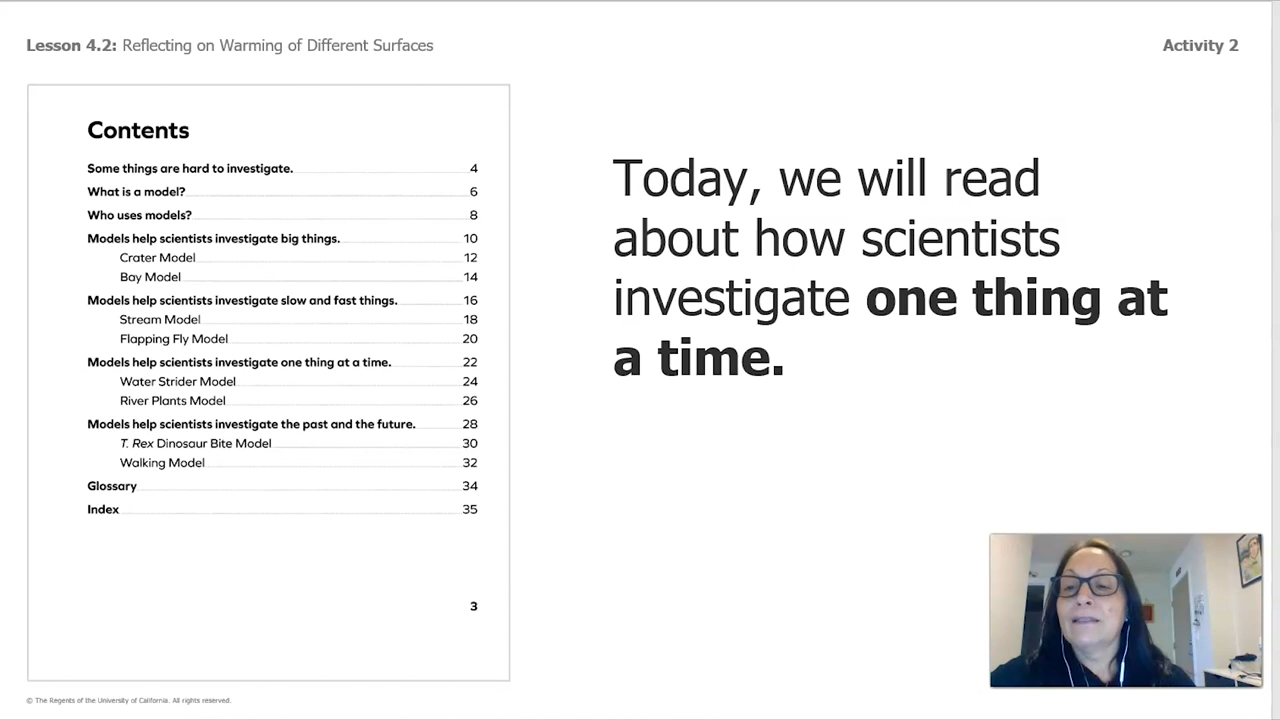 Lesson 4.2: Reflecting on Warming of Different Surfaces
Activity 2
Contents
Some things are hard to investigate. 4
What is a model? 6
Who uses models? 8
Models help scientists investigate big things. 10
Crater Model 12
Bay Model 14
Models help scientists investigate slow and fast things. 16
Stream Model 18
Flapping Fly Model 20
Models help scientists investigate one thing at a time. 22
Water Strider Model 24
River Plants Model 26
Models help scientists investigate the past and the future. 28
T. Rex Dinosaur Bite Model 30
Walking Model 32
Glossary 34
Index 35
3
Today, we will read
about how scientists
investigate one thing at
a time.
© The Regents of the University of California. All rights reserved.